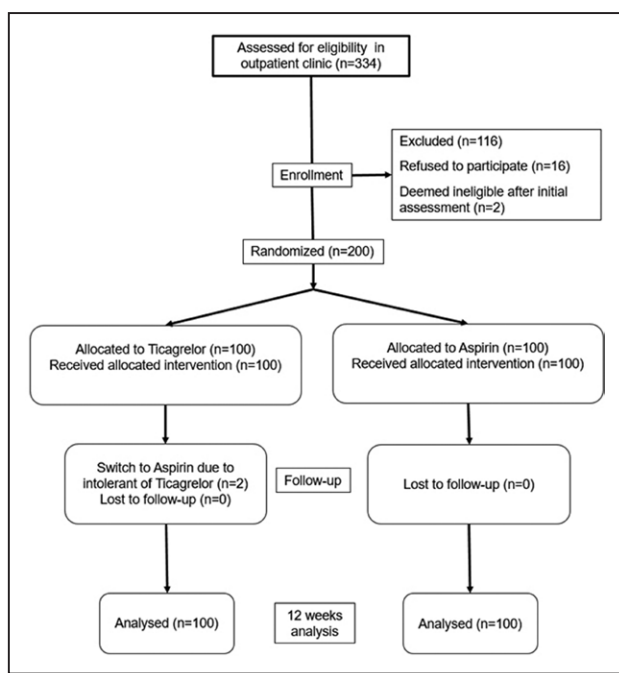 Assessed for eligibility in
outpatient clinic (n=334)
Excluded (n=116)
Refused to participate (n=16)
Deemed ineligible after initial
assessment (n=2)
Enrollment
Randomized (n=200)
Allocated to Ticagrelor (n=100)
Received allocated intervention (n=100)
Allocated to Aspirin (n=100)
Received allocated intervention (n=100)
Switch to Aspirin due to
intolerant of Ticagrelor (n=2)
Lost to follow-up (n=0)
Follow-up
Lost to follow-up (n=0)
Analysed (n=100)
12 weeks
analysis
Analysed (n=100)